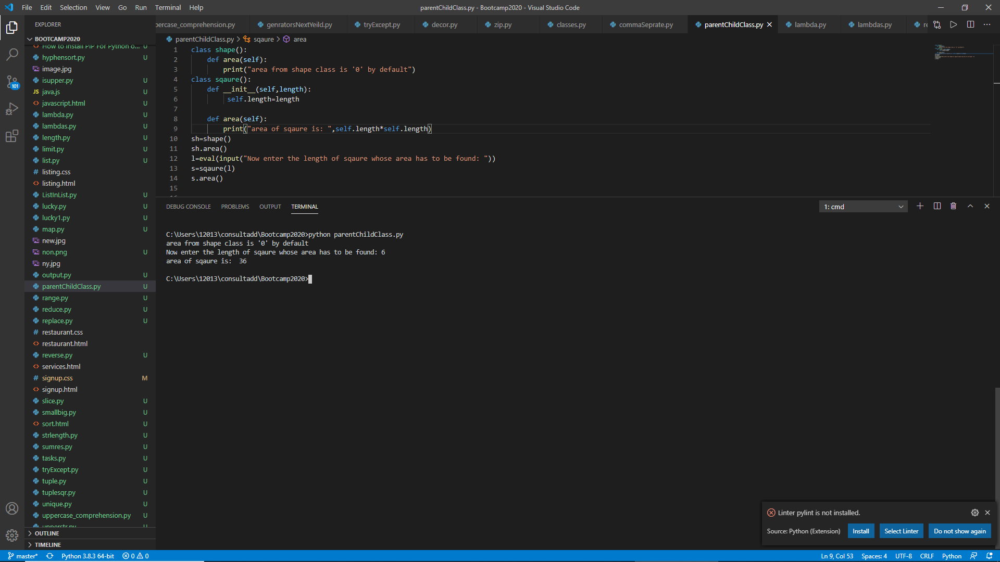 File Edit Selection View Go Run Terminal Help
parentChildClass.py - Bootcamp2020 - Visual Studio Code
EXPLORER
BOOTCAMP2020
How to Install PIP For Python o... U
hyphensort.py U
image.jpg
isupper.py U
JS java.js U
javascript.html U
lambda.py U
lambdas.py U
length.py U
limit.py U
list.py U
# listing.css
listing.html
ListInList.py U
lucky.py U
lucky1.py U
map.py U
new.jpg
non.png U
ny.jpg
output.py U
parentChildClass.py U
range.py U
reduce.py U
replace.py U
# restaurant.css
restaurant.html
reverse.py U
services.html
# signup.css M
signup.html
slice.py U
smallbig.py U
sort.html U
strlength.py U
sumres.py U
tasks.py U
tryExcept.py U
tuple.py U
tuplesqr.py U
unique.py U
uppercase_comprehension.py U
upperstr.py U
OUTLINE
TIMELINE
101
percase_comprehension.py genratorsNextYeild.py tryExcept.py decor.py zip.py classes.py commaSeprate.py parentChildClass.py lambda.py lambdas.py
parentChildClass.py > sqaure > area
1 class shape():
2 def area(self):
3 print("area from shape class is '0' by default")
4 class sqaure():
5 def __init__(self,length):
6 self.length=length
7
8 def area(self):
9 print("area of sqaure is: ",self.length*self.length)
10 sh=shape()
11 sh.area()
12 l=eval(input("Now enter the length of sqaure whose area has to be found: "))
13 s=sqaure(l)
14 s.area()
15
DEBUG CONSOLE PROBLEMS OUTPUT TERMINAL
1: cmd
C:\Users\12013\consultadd\Bootcamp2020>python parentChildClass.py
area from shape class is '0' by default
Now enter the length of sqaure whose area has to be found: 6
area of sqaure is:  36
C:\Users\12013\consultadd\Bootcamp2020>
Linter pylint is not installed.
Source: Python (Extension) Install Select Linter Do not show again
master* Python 3.8.3 64-bit 0 0
Ln 9, Col 53 Spaces: 4 UTF-8 CRLF Python